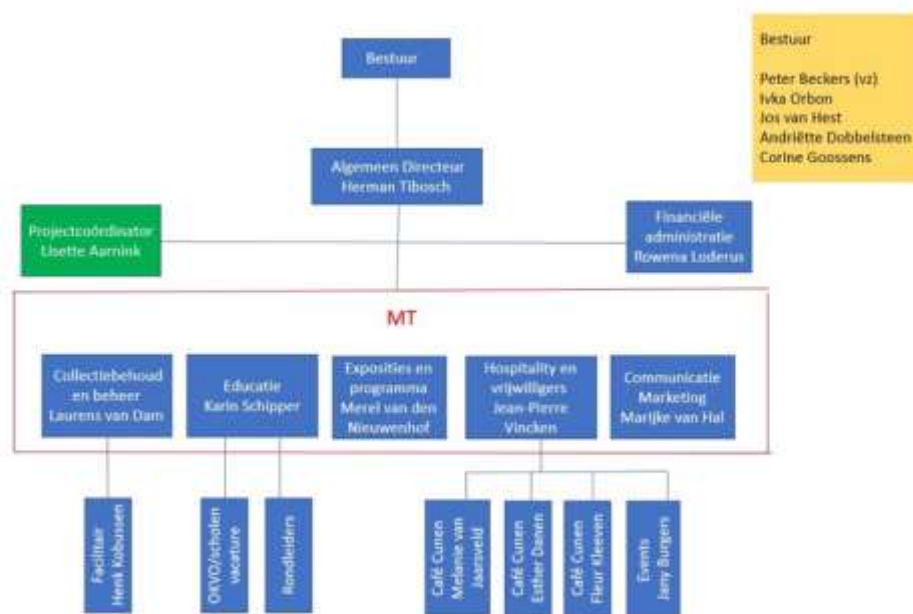 Bestuur
Bestuur
Peter Beckers (vz)
Ivka Orbon
Jos van Hest
Andriëtte Dobbelsteen
Corine Goossens
Algemeen Directeur
Herman Tibosch
Projectcoördinator
Lisette Aarnink
Financiële
administratie
Rowena Loderus
MT
Collectiebehoud
en beheer
Laurens van Dam
Educatie
Karin Schipper
Exposities en
programma
Merel van den
Nieuwenhof
Hospitality en
vrijwilligers
Jean-Pierre
Vincken
Communicatie
Marketing
Marijke van Hal
Facilitair
Henk Kobussen
vacature
Rondleiders
Café Cunen
Melanie van
Jaarsveld
Café Cunen
Esther Danen
Café Cunen
Fleur Kleeven
Events
Jany Burgers